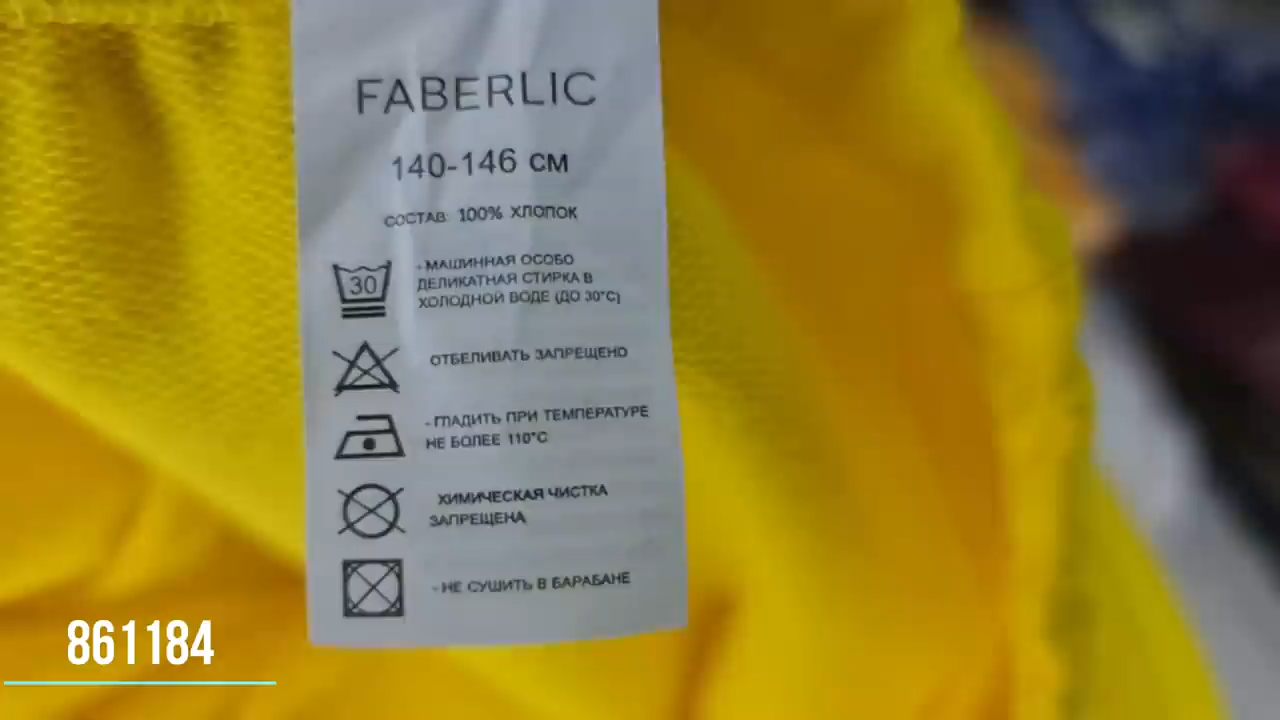 FABERLIC
140-146 СМ
СОСТАВ: 100% ХЛОПОК
30
- МАШИННАЯ ОСОБО
ДЕЛИКАТНАЯ СТИРКА В
ХОЛОДНОЙ ВОДЕ (ДО 30°С)
ОТБЕЛИВАТЬ ЗАПРЕЩЕНО
- ГЛАДИТЬ ПРИ ТЕМПЕРАТУРЕ
НЕ БОЛЕЕ 110°С
ХИМИЧЕСКАЯ ЧИСТКА
ЗАПРЕЩЕНА
- НЕ СУШИТЬ В БАРАБАНЕ
861184